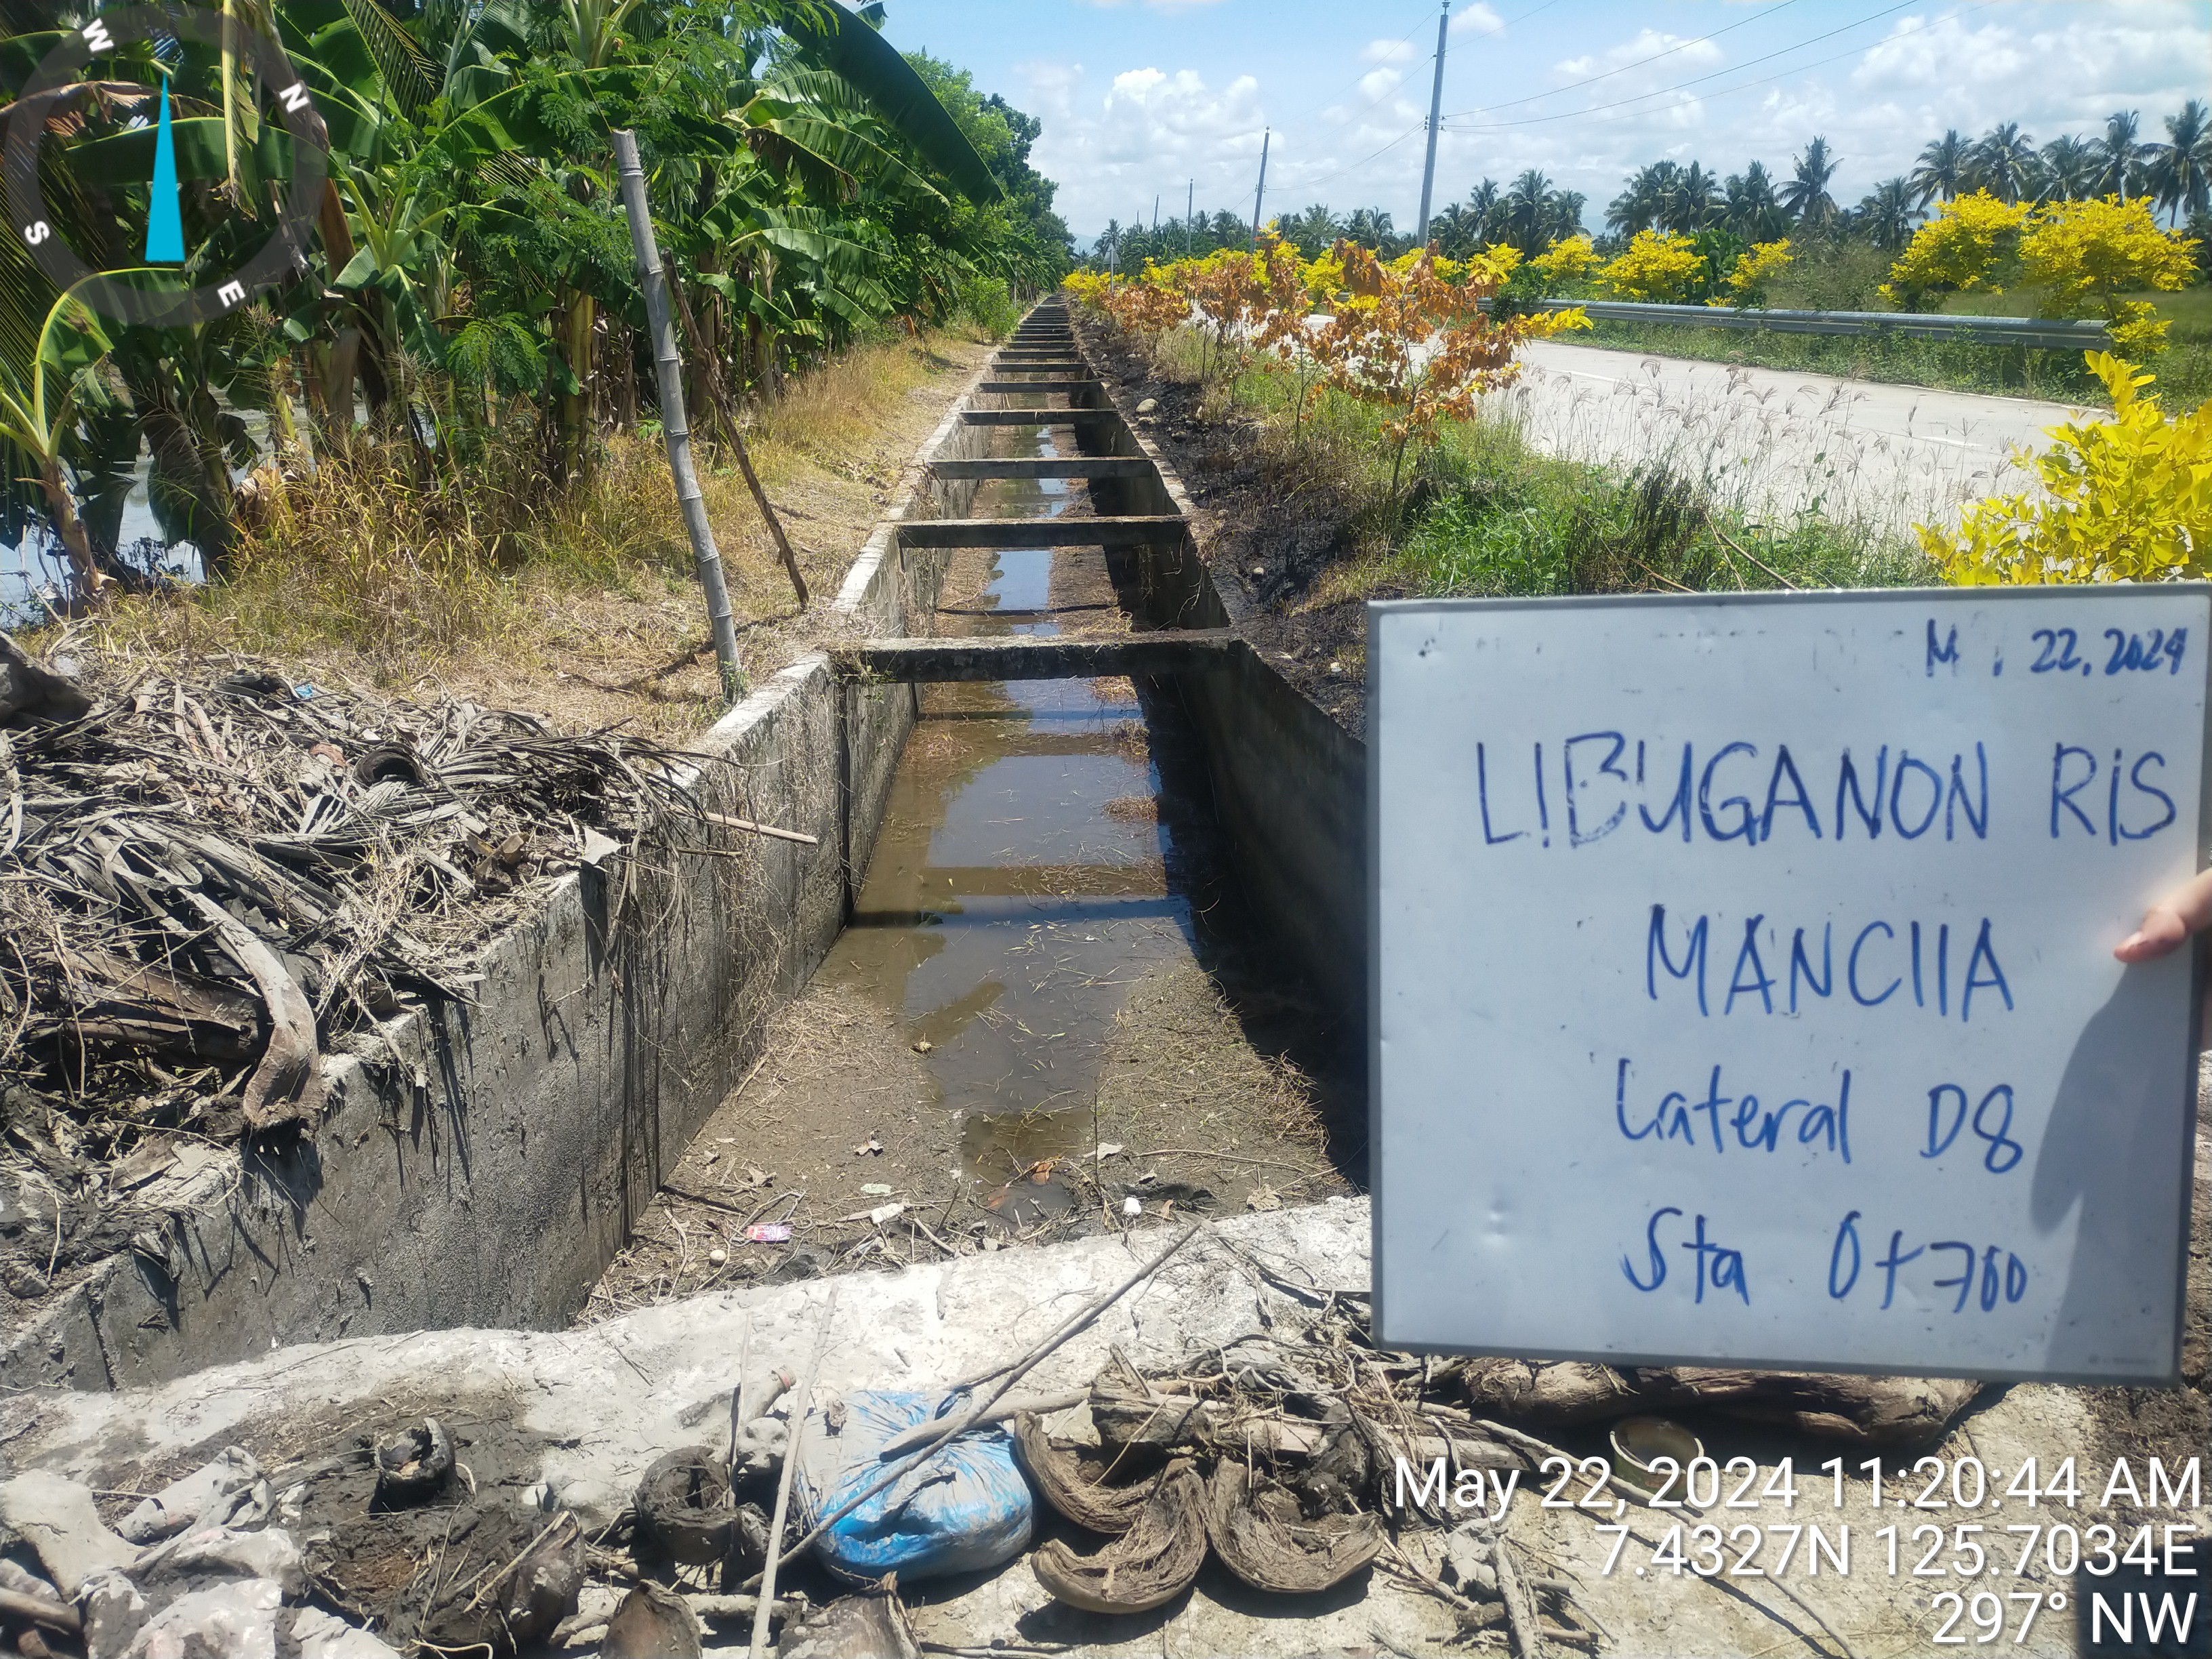 W
N
S
E
M . 22, 2024
LIBUGANON RIS
MANCIIA
Lateral D8
Sta 0+700
May 22, 2024 11:20:44 AM
7.4327N 125.7034E
297° NW